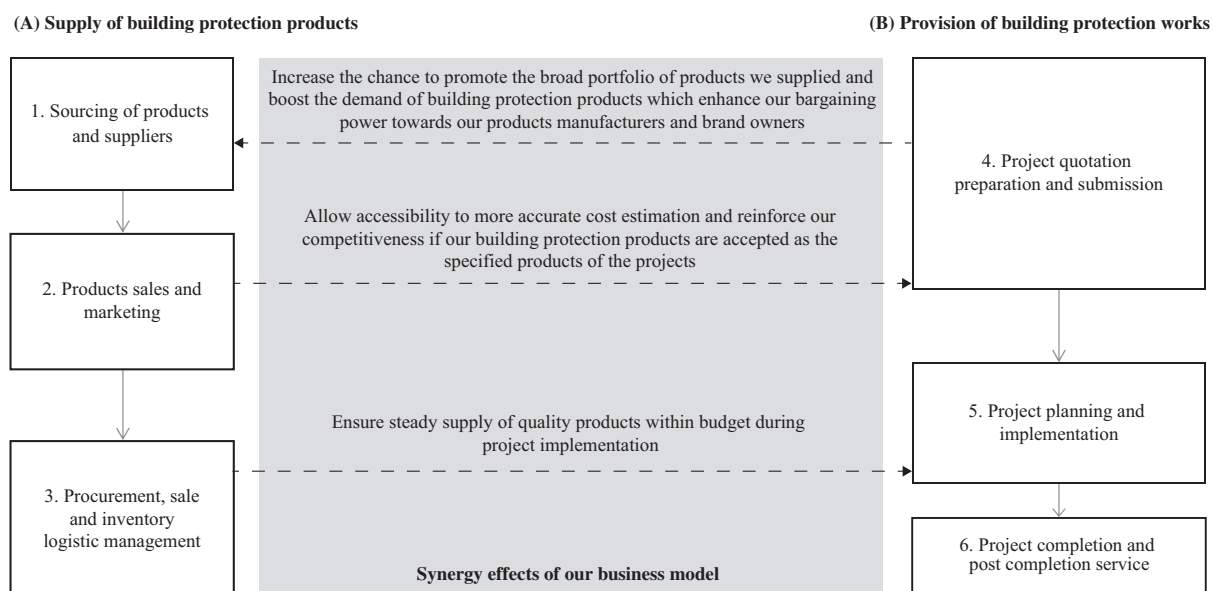 (A) Supply of building protection products
(B) Provision of building protection works
1. Sourcing of products
and suppliers
Increase the chance to promote the broad portfolio of products we supplied and
boost the demand of building protection products which enhance our bargaining
power towards our products manufacturers and brand owners
4. Project quotation
preparation and submission
Allow accessibility to more accurate cost estimation and reinforce our
competitiveness if our building protection products are accepted as the
specified products of the projects
2. Products sales and
marketing
Ensure steady supply of quality products within budget during
project implementation
5. Project planning and
implementation
3. Procurement, sale
and inventory
logistic management
6. Project completion and
post completion service
Synergy effects of our business model